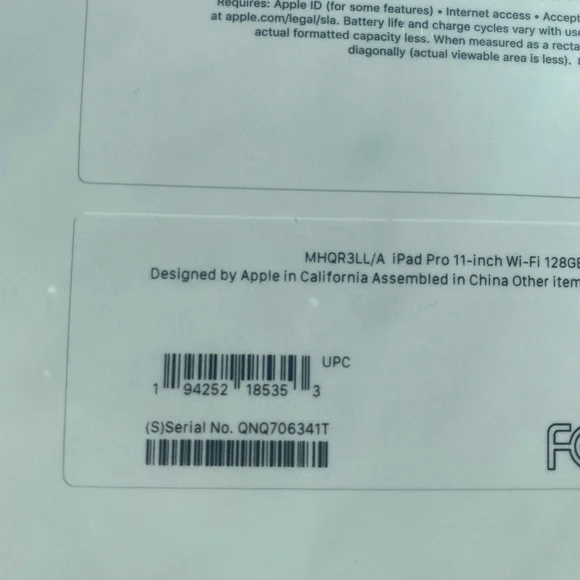 Requires: Apple ID (for some features) • Internet access • Accept
at apple.com/legal/sla. Battery life and charge cycles vary with use
actual formatted capacity less. When measured as a recta
diagonally (actual viewable area is less).
MHQR3LL/A iPad Pro 11-inch Wi-Fi 128GB
Designed by Apple in California Assembled in China Other item
UPC
1 94252 18535 3
(S)Serial No. QNQ706341T
FC